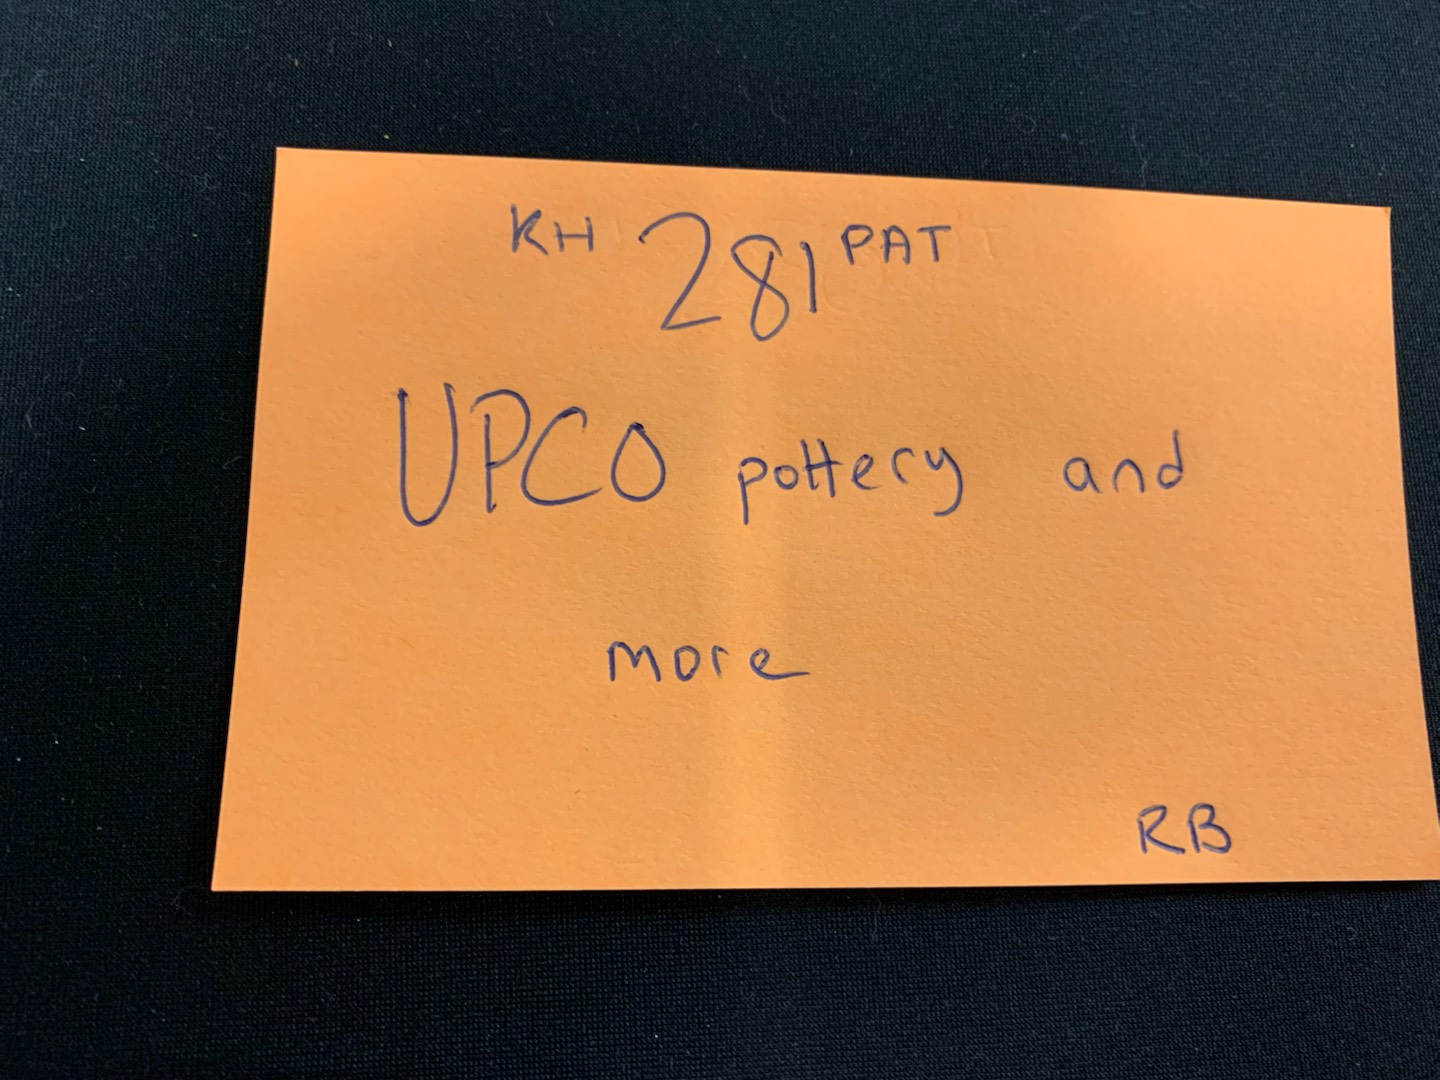 KH 281 PAT
UPCO pottery and
more
RB